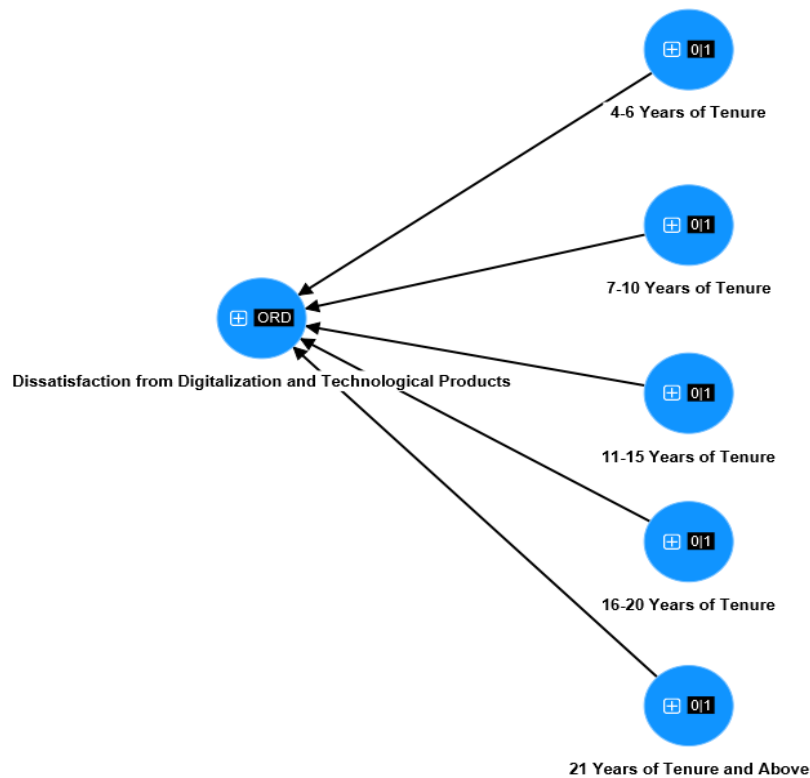 0|1
4-6 Years of Tenure
0|1
7-10 Years of Tenure
ORD
Dissatisfaction from Digitalization and Technological Products
0|1
11-15 Years of Tenure
0|1
16-20 Years of Tenure
0|1
21 Years of Tenure and Above